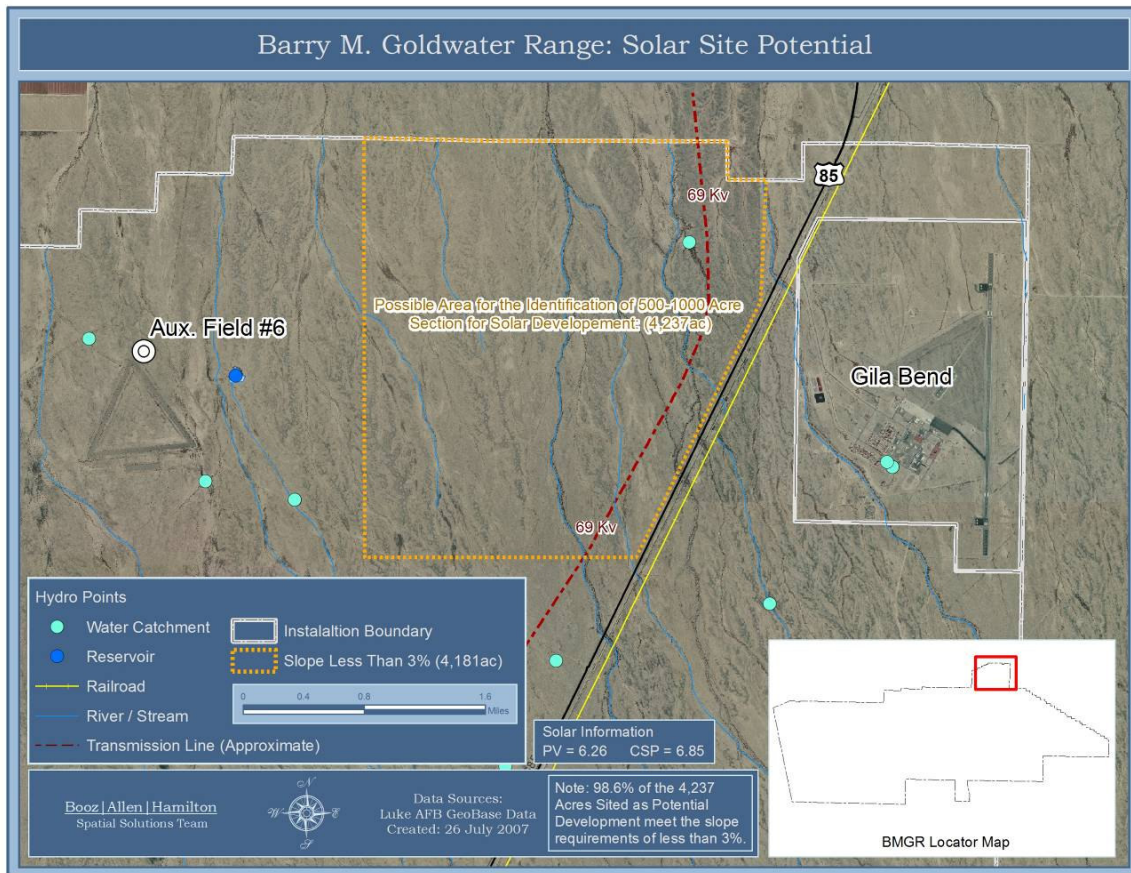 Barry M. Goldwater Range: Solar Site Potential
85
69 Kv
Possible Area for the Identification of 500-1000 Acre
Section for Solar Developement: (4,237ac)
Aux. Field #6
Gila Bend
69 Kv
Hydro Points
Water Catchment
Reservoir
Railroad
River / Stream
Transmission Line (Approximate)
Instalaltion Boundary
Slope Less Than 3% (4,181ac)
0 0.4 0.8 1.6
Miles
Solar Information
PV = 6.26 CSP = 6.85
Booz|Allen|Hamilton
Spatial Solutions Team
N
W E
S
Data Sources:
Luke AFB GeoBase Data
Created: 26 July 2007
Note: 98.6% of the 4,237
Acres Sited as Potential
Development meet the slope
requirements of less than 3%.
BMGR Locator Map